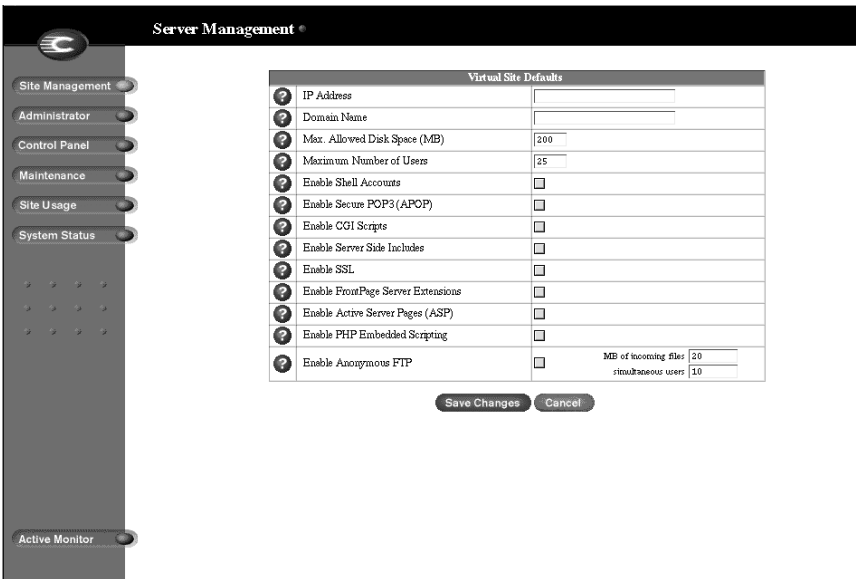 Server Management
Site Management
Administrator
Control Panel
Maintenance
Site Usage
System Status
Active Monitor
Virtual Site Defaults
? IP Address
? Domain Name
? Max. Allowed Disk Space (MB) 200
? Maximum Number of Users 25
? Enable Shell Accounts
? Enable Secure POP3 (APOP)
? Enable CGI Scripts
? Enable Server Side Includes
? Enable SSL
? Enable FrontPage Server Extensions
? Enable Active Server Pages (ASP)
? Enable PHP Embedded Scripting
? Enable Anonymous FTP
MB of incoming files 20
simultaneous users 10
Save Changes Cancel